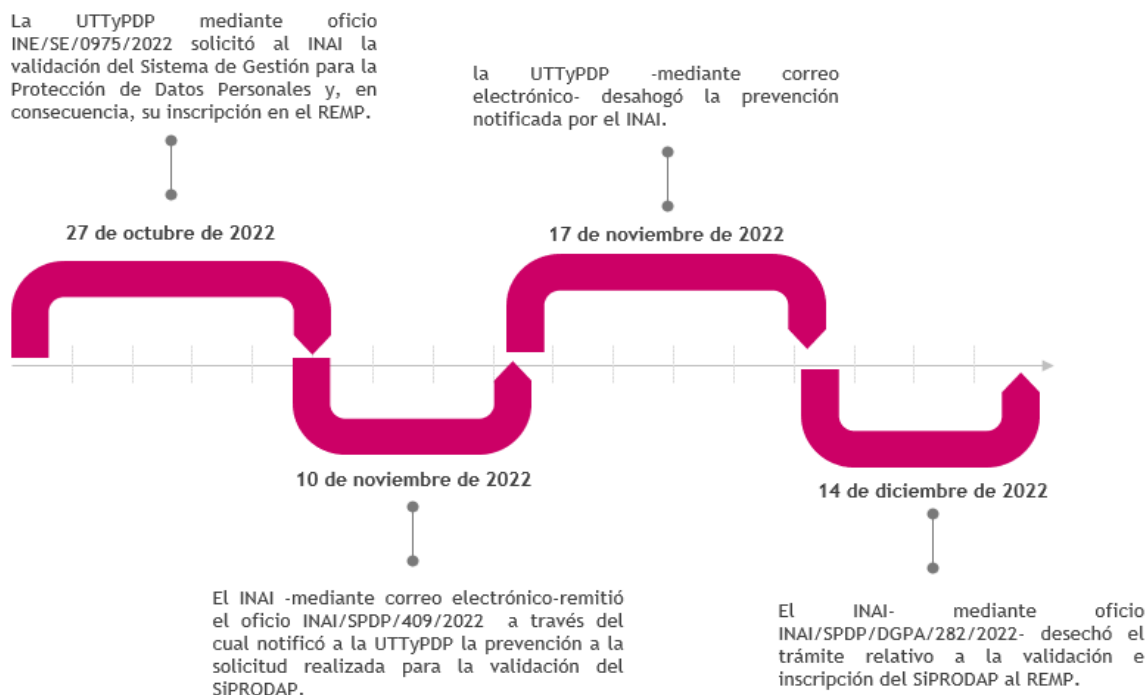 La UTTyPDP mediante oficio
INE/SE/0975/2022 solicitó al INAI la
validación del Sistema de Gestión para la
Protección de Datos Personales y, en
consecuencia, su inscripción en el REMP.
27 de octubre de 2022
10 de noviembre de 2022
El INAI -mediante correo electrónico-remitió
el oficio INAI/SPDP/409/2022 a través del
cual notificó a la UTTyPDP la prevención a la
solicitud realizada para la validación del
SiPRODAP.
la UTTyPDP -mediante correo
electrónico- desahogó la prevención
notificada por el INAI.
17 de noviembre de 2022
14 de diciembre de 2022
El INAI- mediante oficio
INAI/SPDP/DGPA/282/2022- desechó el
trámite relativo a la validación e
inscripción del SiPRODAP al REMP.